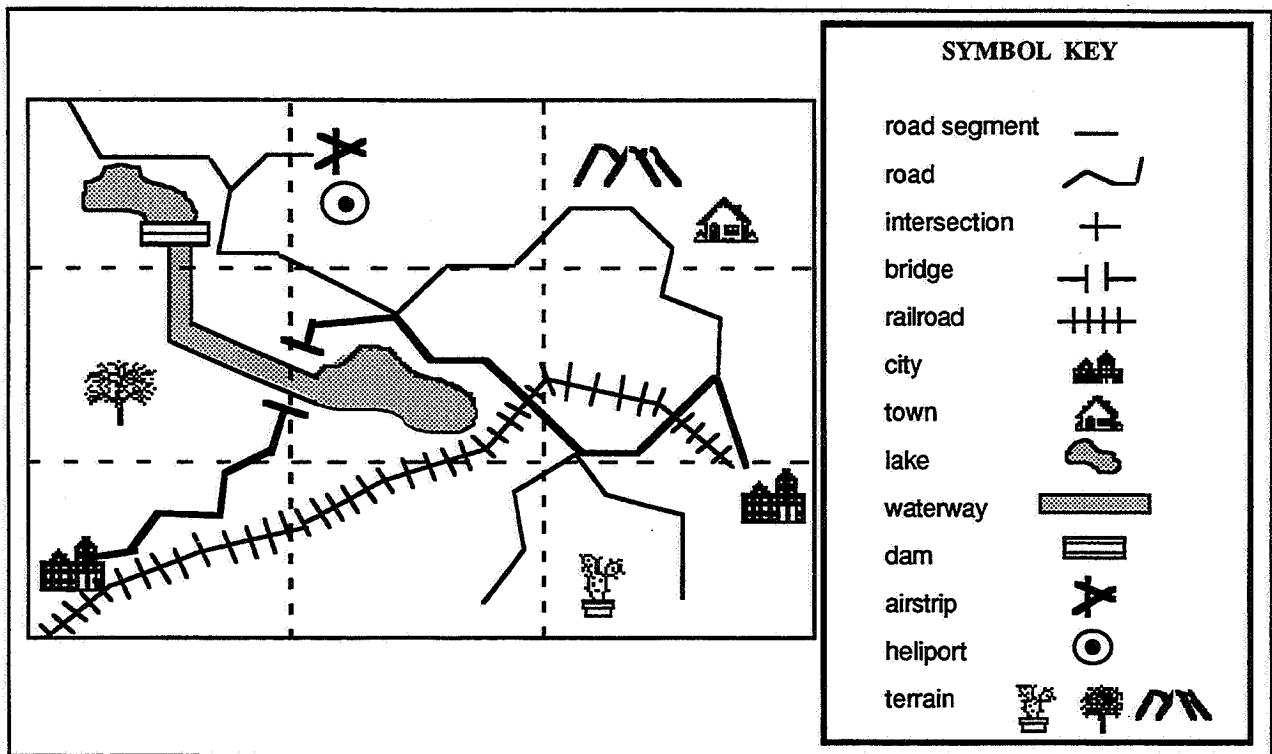 SYMBOL KEY
road segment
road
intersection
bridge
railroad
city
town
lake
waterway
dam
airstrip
heliport
terrain